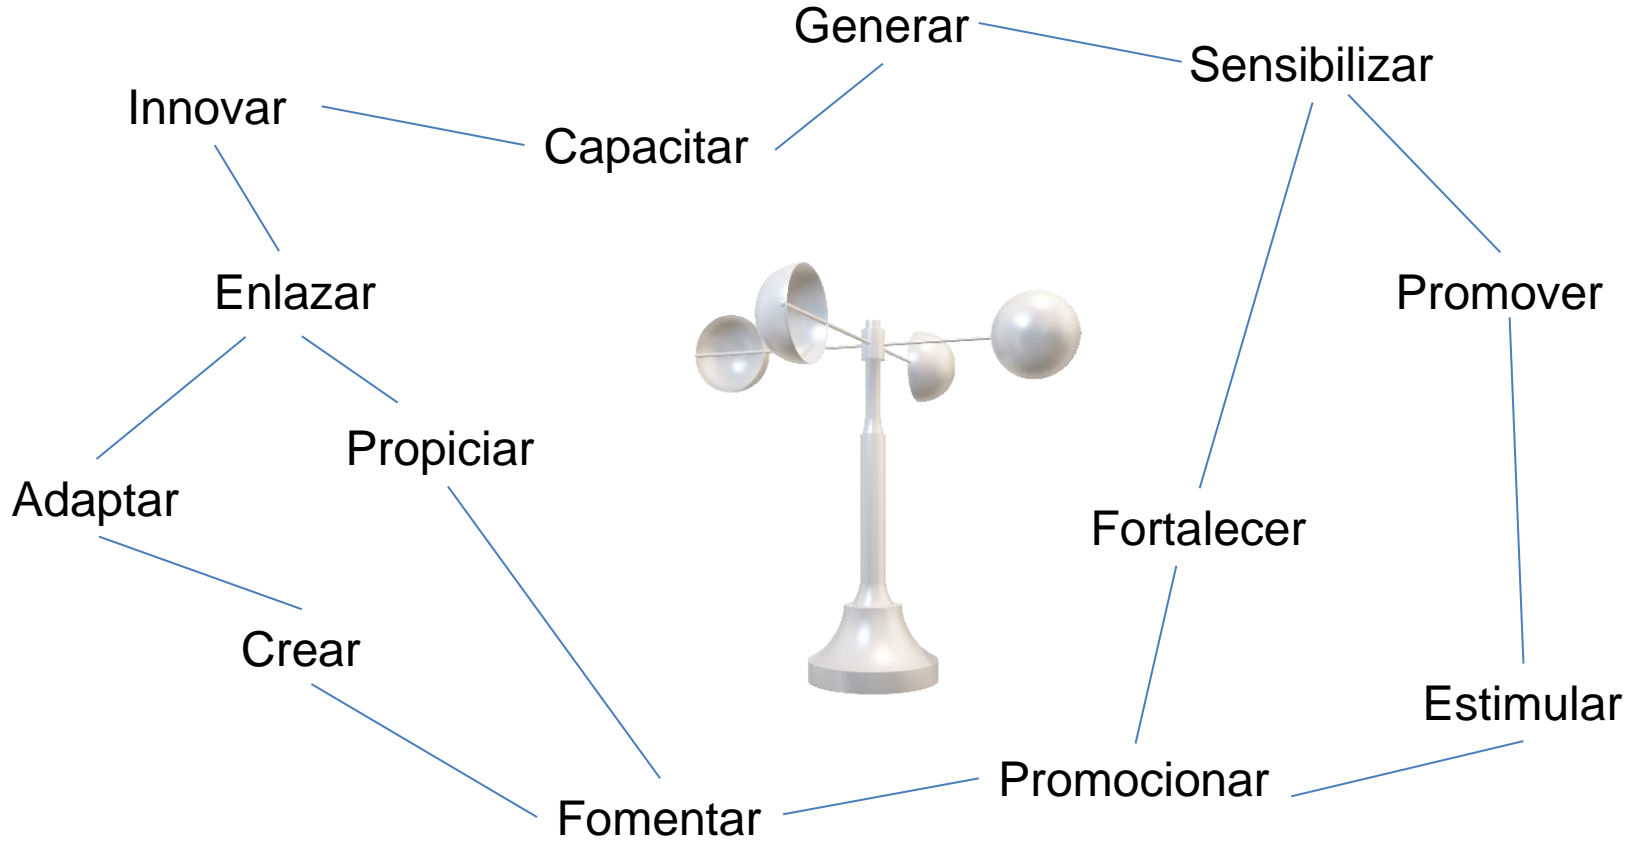 Generar
Sensibilizar
Innovar
Capacitar
Enlazar
Promover
Propiciar
Adaptar
Fortalecer
Crear
Estimular
Promocionar
Fomentar